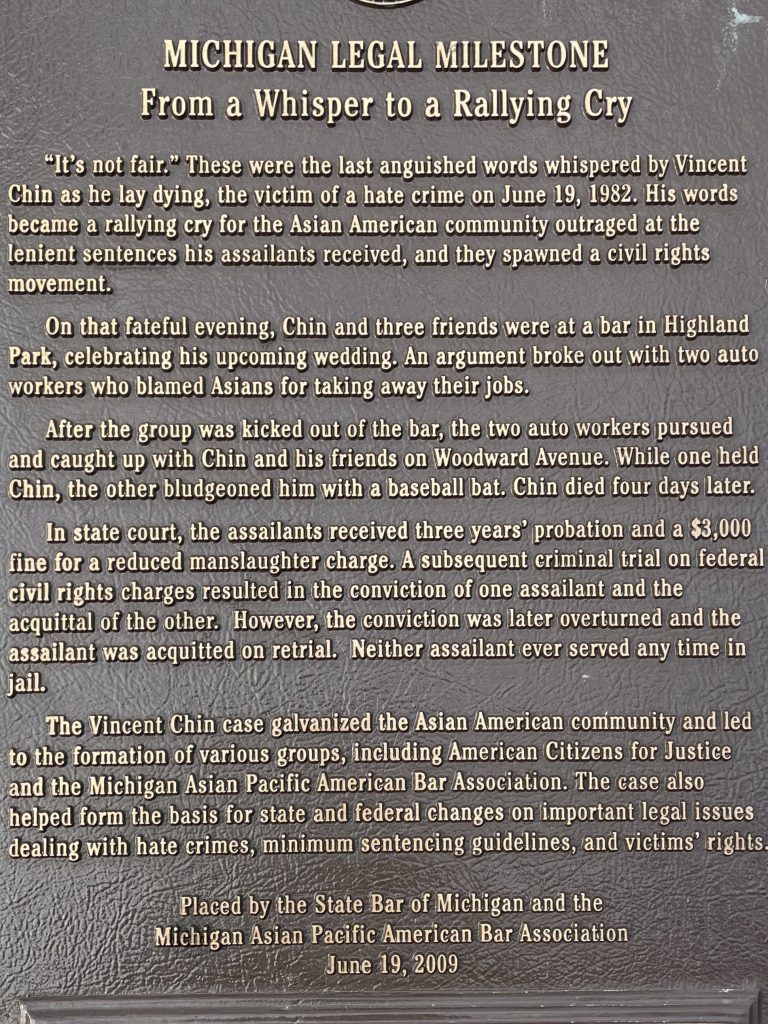 MICHIGAN LEGAL MILESTONE
From a Whisper to a Rallying Cry
“It’s not fair.” These were the last anguished words whispered by Vincent
Chin as he lay dying, the victim of a hate crime on June 19, 1982. His words
became a rallying cry for the Asian American community outraged at the
lenient sentences his assailants received, and they spawned a civil rights
movement.
On that fateful evening, Chin and three friends were at a bar in Highland
Park, celebrating his upcoming wedding. An argument broke out with two auto
workers who blamed Asians for taking away their jobs.
After the group was kicked out of the bar, the two auto workers pursued
and caught up with Chin and his friends on Woodward Avenue. While one held
Chin, the other bludgeoned him with a baseball bat. Chin died four days later.
In state court, the assailants received three years’ probation and a $3,000
fine for a reduced manslaughter charge. A subsequent criminal trial on federal
civil rights charges resulted in the conviction of one assailant and the
acquittal of the other. However, the conviction was later overturned and the
assailant was acquitted on retrial. Neither assailant ever served any time in
jail.
The Vincent Chin case galvanized the Asian American community and led
to the formation of various groups, including American Citizens for Justice
and the Michigan Asian Pacific American Bar Association. The case also
helped form the basis for state and federal changes on important legal issues
dealing with hate crimes, minimum sentencing guidelines, and victims’ rights.
Placed by the State Bar of Michigan and the
Michigan Asian Pacific American Bar Association
June 19, 2009